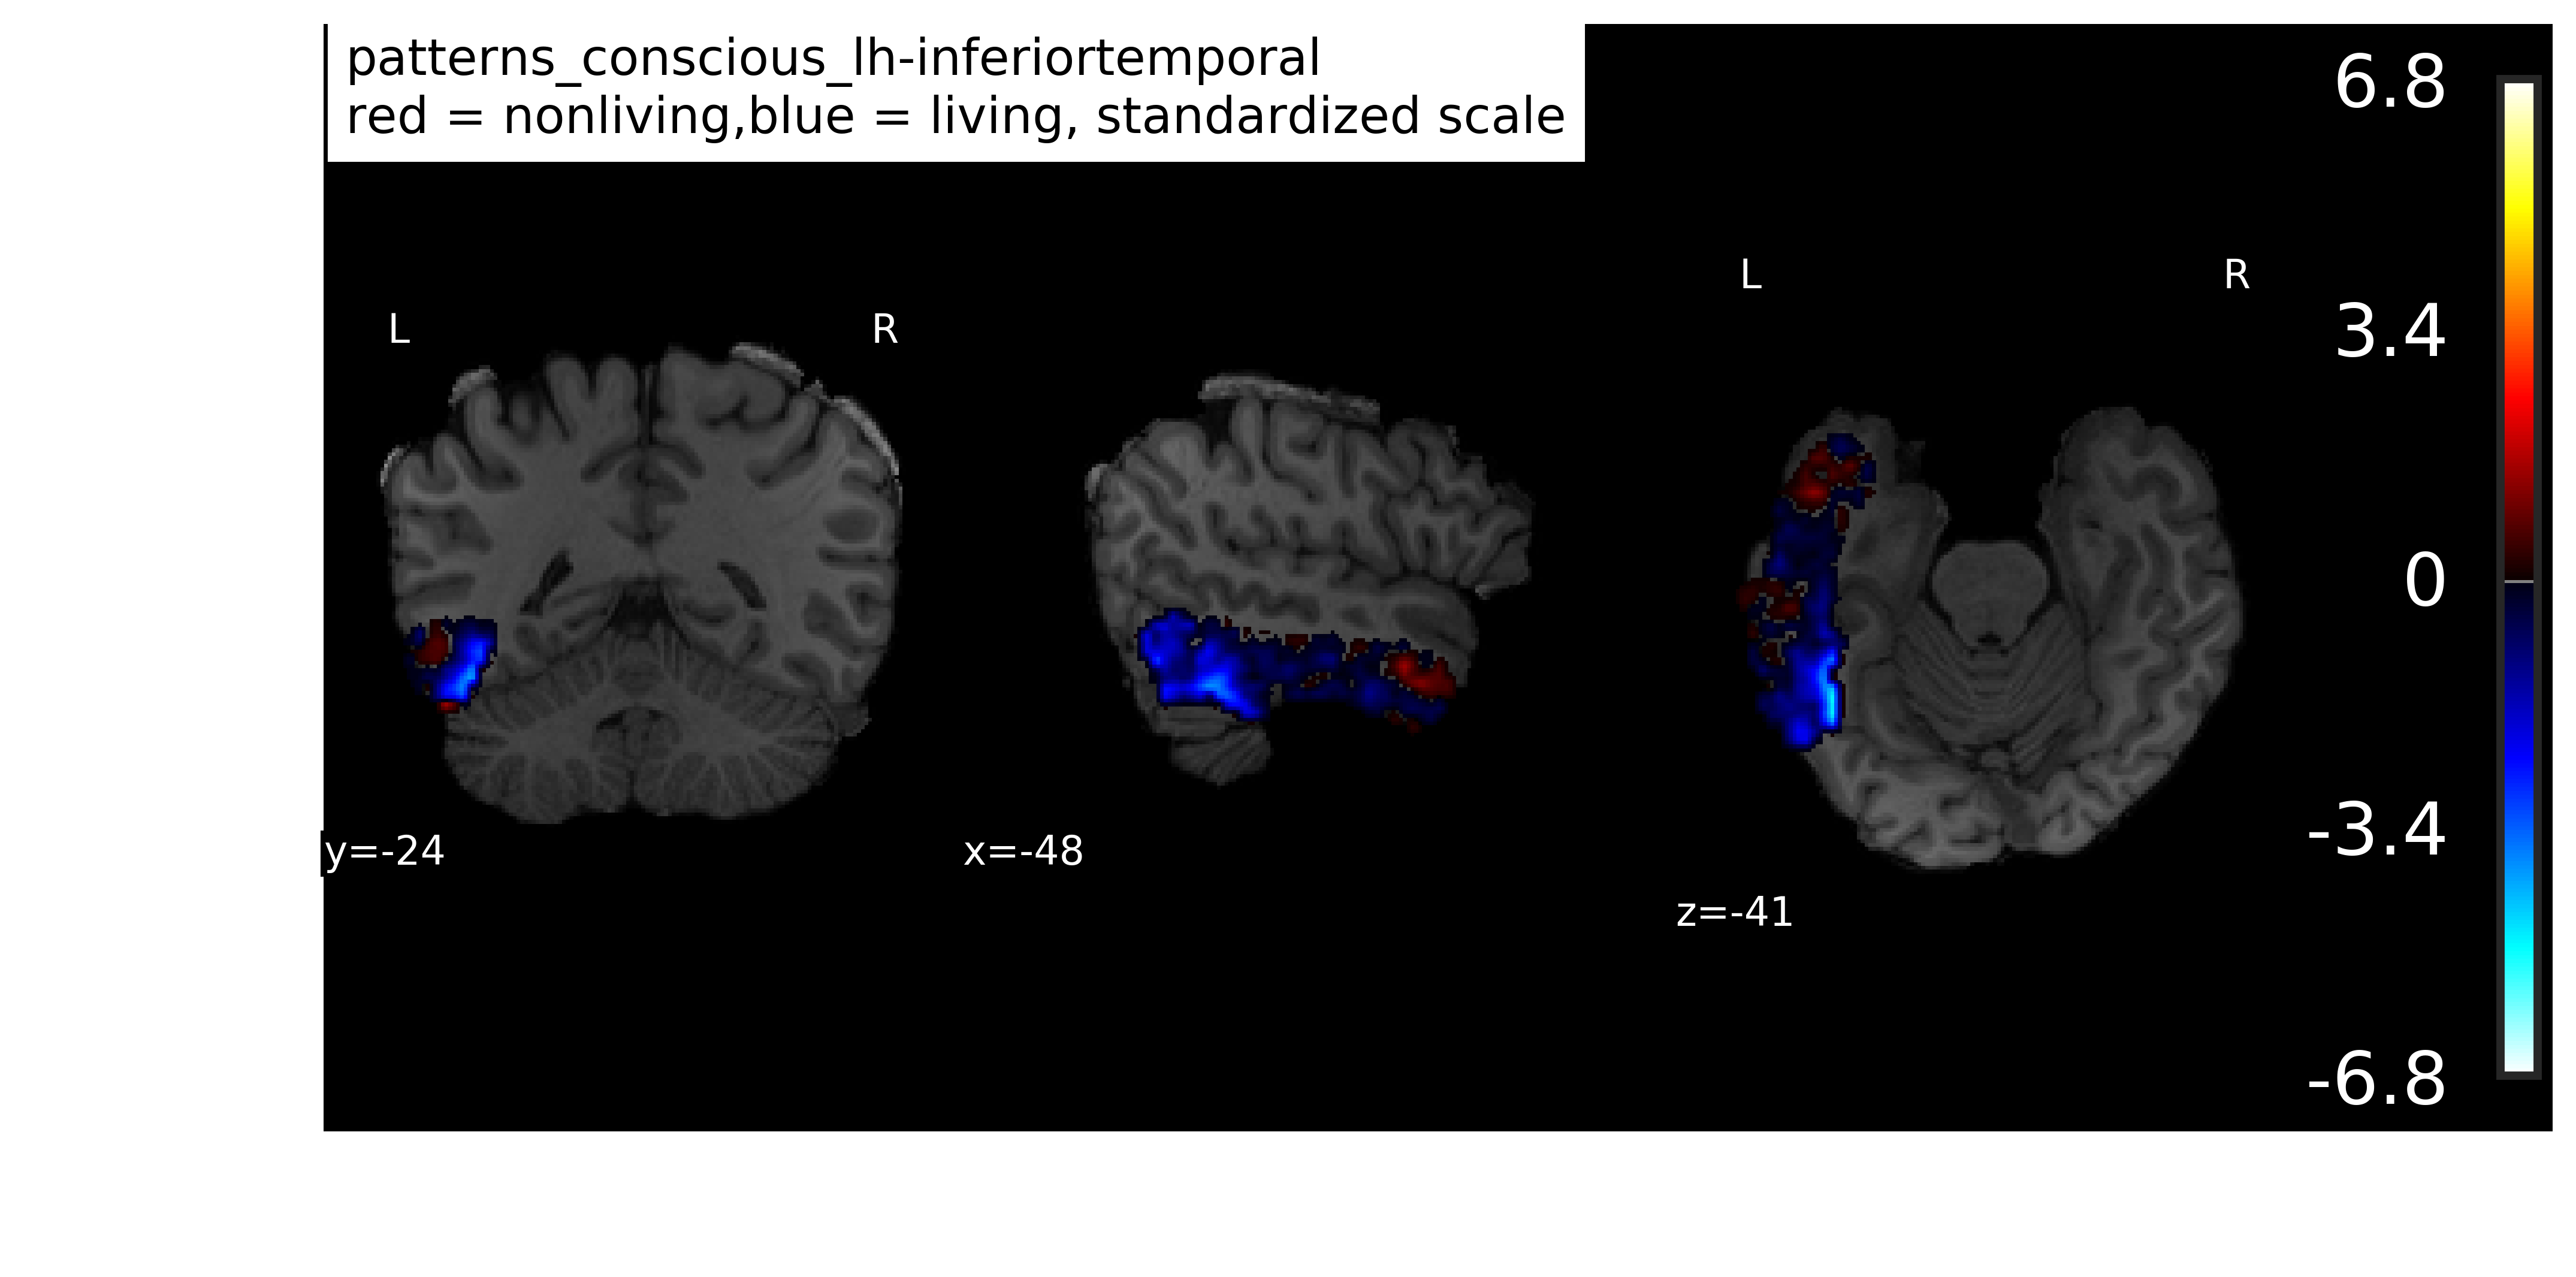 patterns_conscious_lh-inferiortemporal
red = nonliving,blue = living, standardized scale
L
R
L
R
y=-24
x=-48
z=-41
6.8
3.4
0
-3.4
-6.8